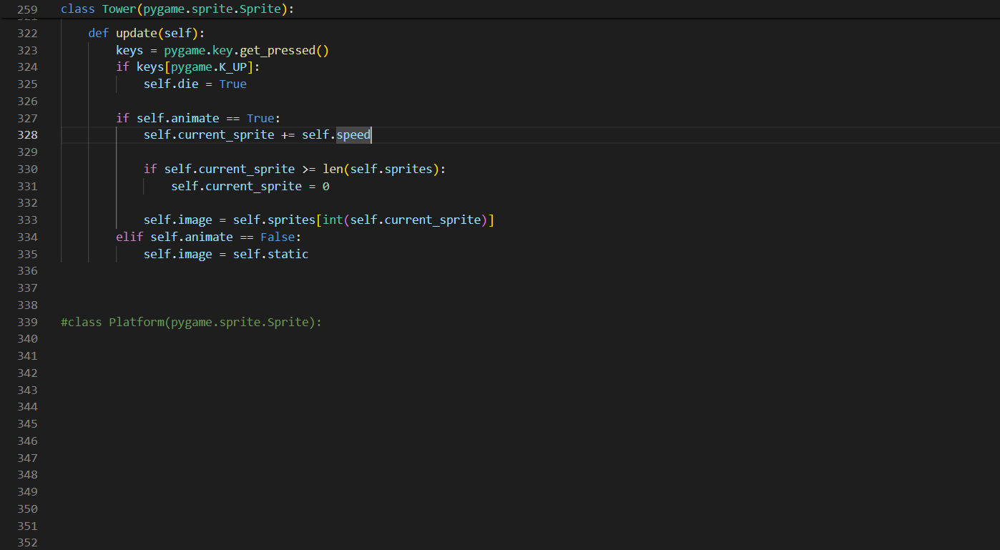 259 class Tower(pygame.sprite.Sprite):
322 def update(self):
323 keys = pygame.key.get_pressed()
324 if keys[pygame.K_UP]:
325 self.die = True
326
327 if self.animate == True:
328 self.current_sprite += self.speed
329
330 if self.current_sprite >= len(self.sprites):
331 self.current_sprite = 0
332
333 self.image = self.sprites[int(self.current_sprite)]
334 elif self.animate == False:
335 self.image = self.static
336
337
338
339 #class Platform(pygame.sprite.Sprite):
340
341
342
343
344
345
346
347
348
349
350
351
352